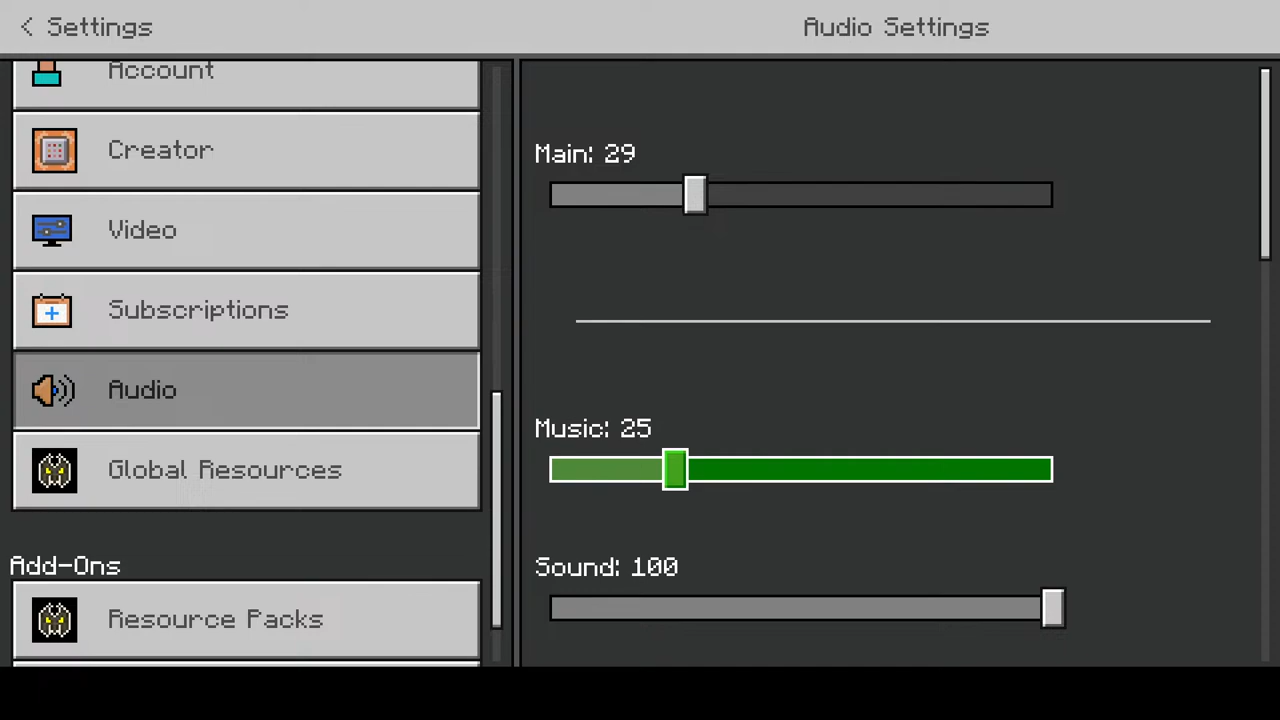 Settings
Audio Settings
Account
Creator
Video
Subscriptions
Audio
Global Resources
Add-Ons
Resource Packs
Main: 29
Music: 25
Sound: 100